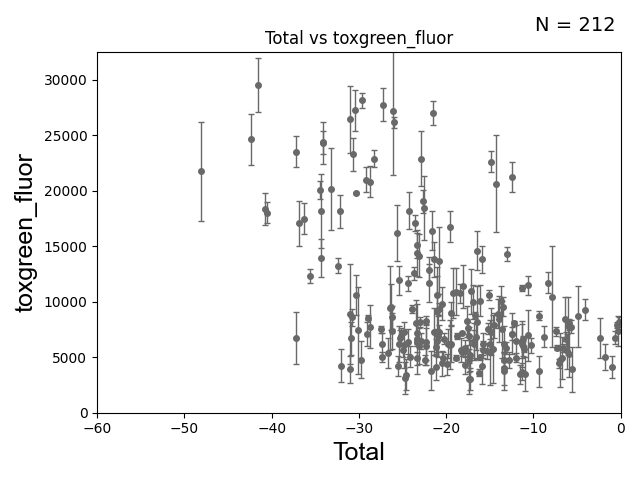 N = 212
Total vs toxgreen_fluor
30000
25000
20000
15000
10000
5000
0
toxgreen_fluor
−60 −50 −40 −30 −20 −10 0
Total